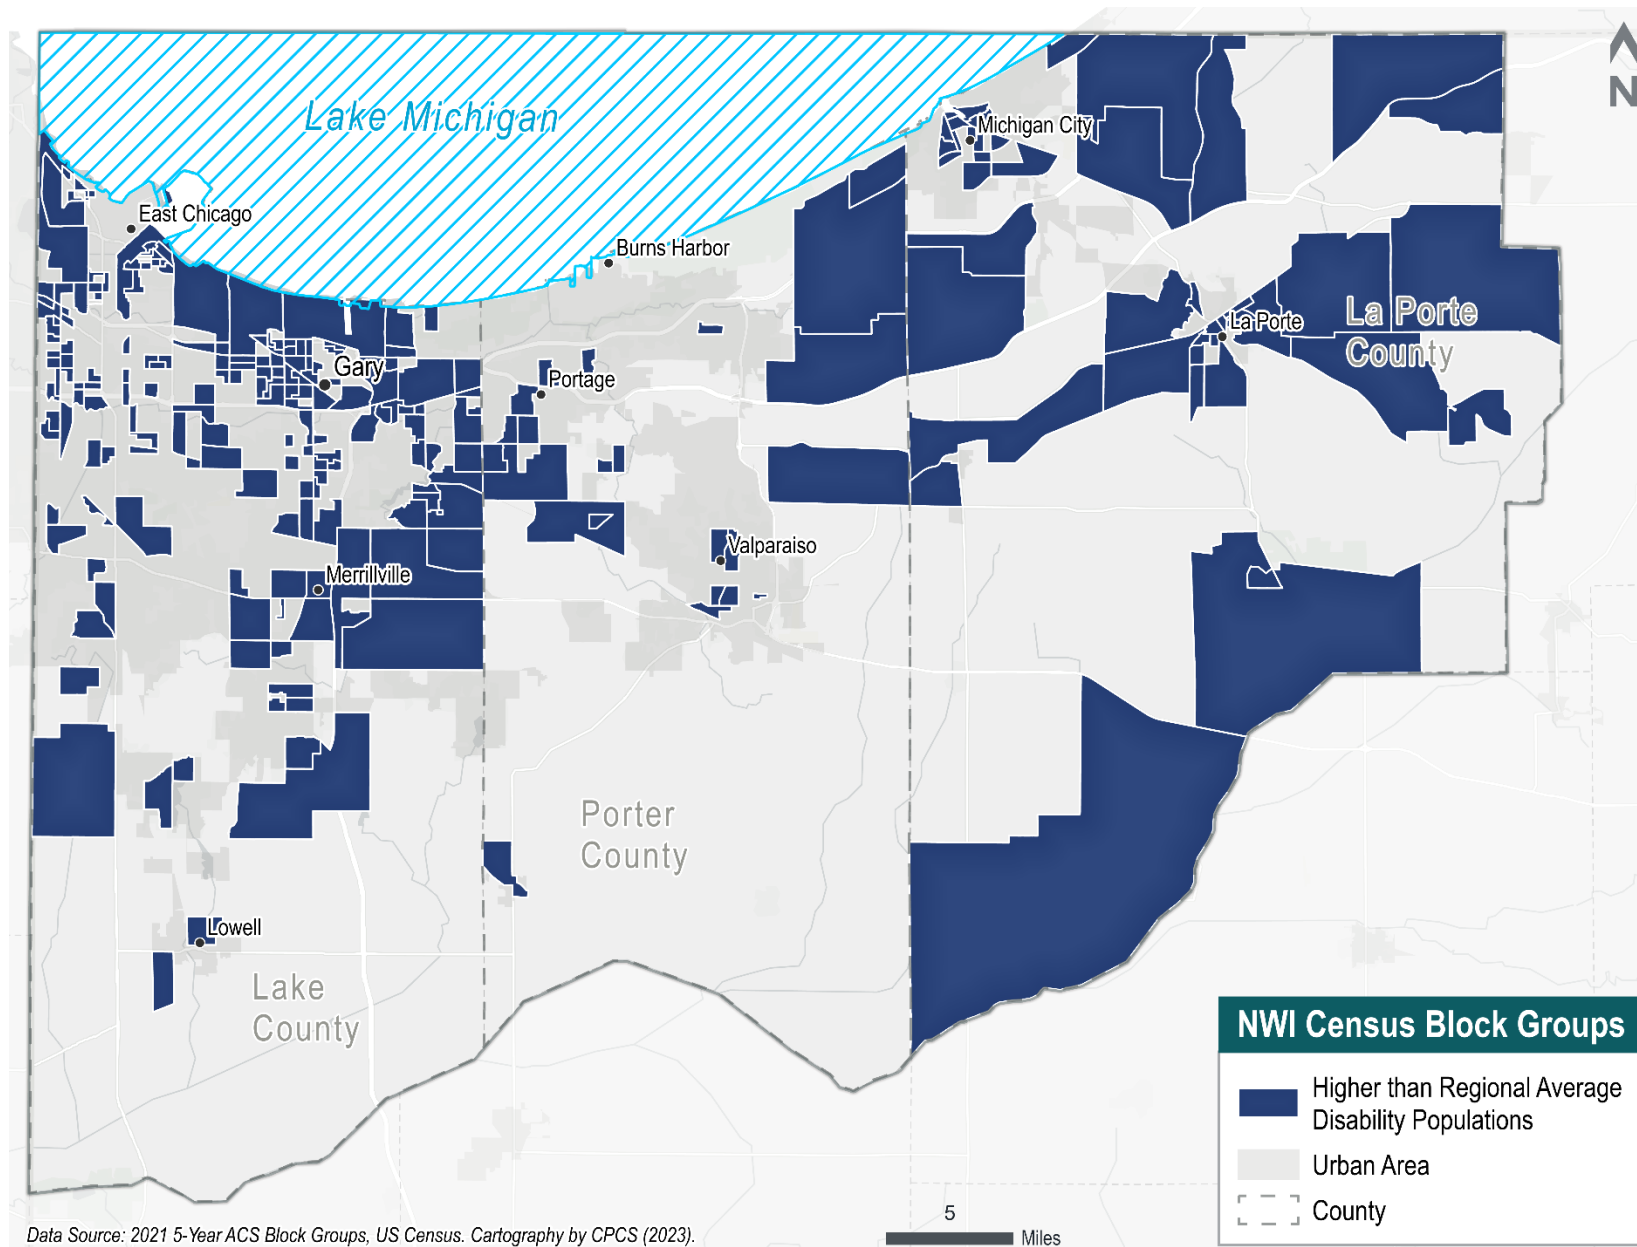 N
Lake Michigan
Michigan City
East Chicago
Burns Harbor
La Porte
La Porte
County
Gary
Portage
Valparaiso
Merrillville
Porter
County
Lowell
Lake
County
NWI Census Block Groups
Higher than Regional Average
Disability Populations
Urban Area
County
5
Miles
Data Source: 2021 5-Year ACS Block Groups, US Census. Cartography by CPCS (2023).